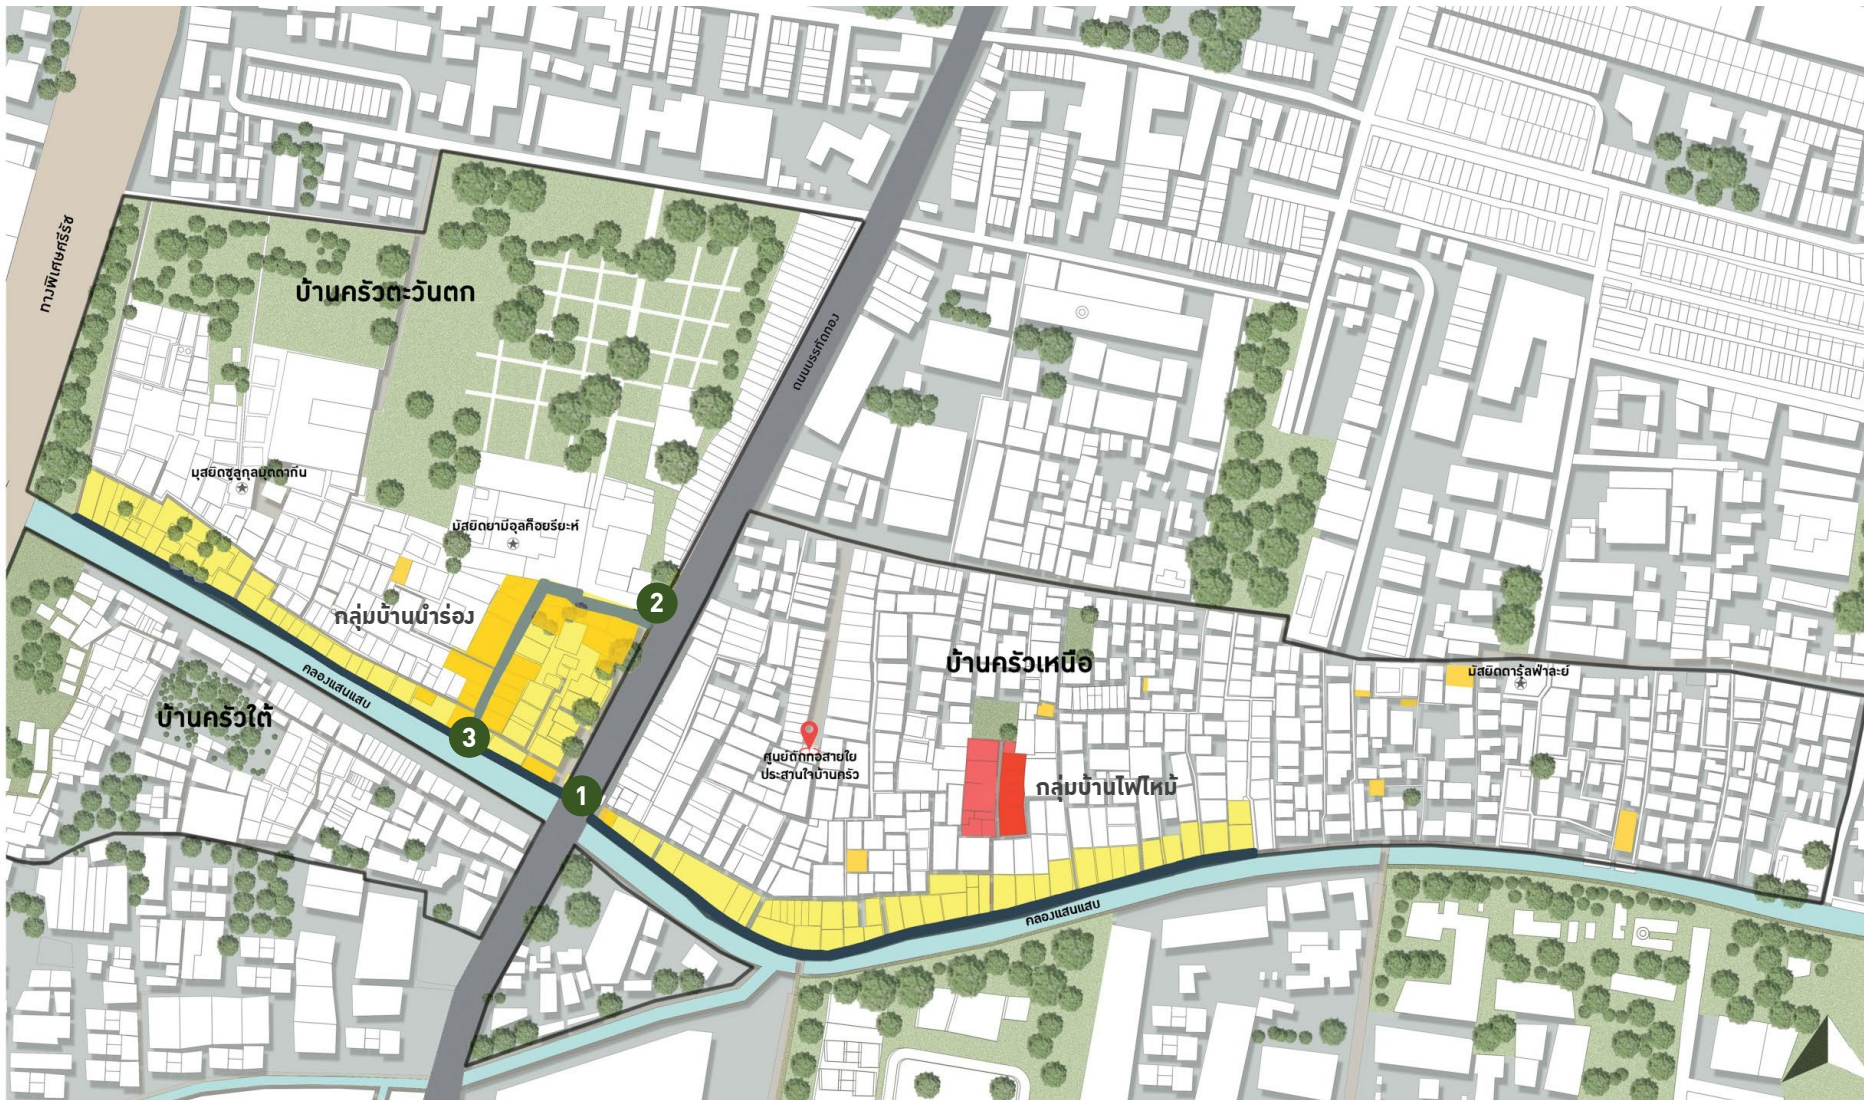 ทางพิเศษศรีรัช
บ้านครัวตะวันตก
ถนนบรรทัดทอง
มุสยิดซูลูกุลมุตตากีน
มัสยิดยามีอุลค็อยรียะห์
กลุ่มบ้านนำร่อง
2
บ้านครัวเหนือ
มัสยิดดารุ้ลฟ่าละย์
คลองแสนแสบ
บ้านครัวใต้
3
ศูนย์ถักทอสายใย
ประสานใจบ้านครัว
กลุ่มบ้านไฟไหม้
1
คลองแสนแสบ